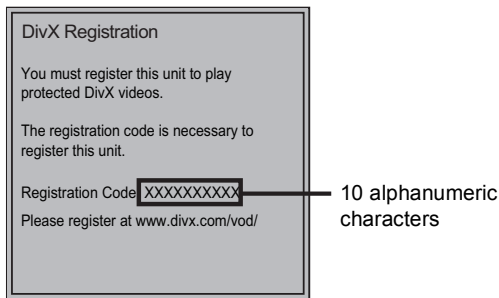 DivX Registration
You must register this unit to play
protected DivX videos.
The registration code is necessary to
register this unit.
Registration Code XXXXXXXXXX
10 alphanumeric
characters
Please register at www.divx.com/vod/